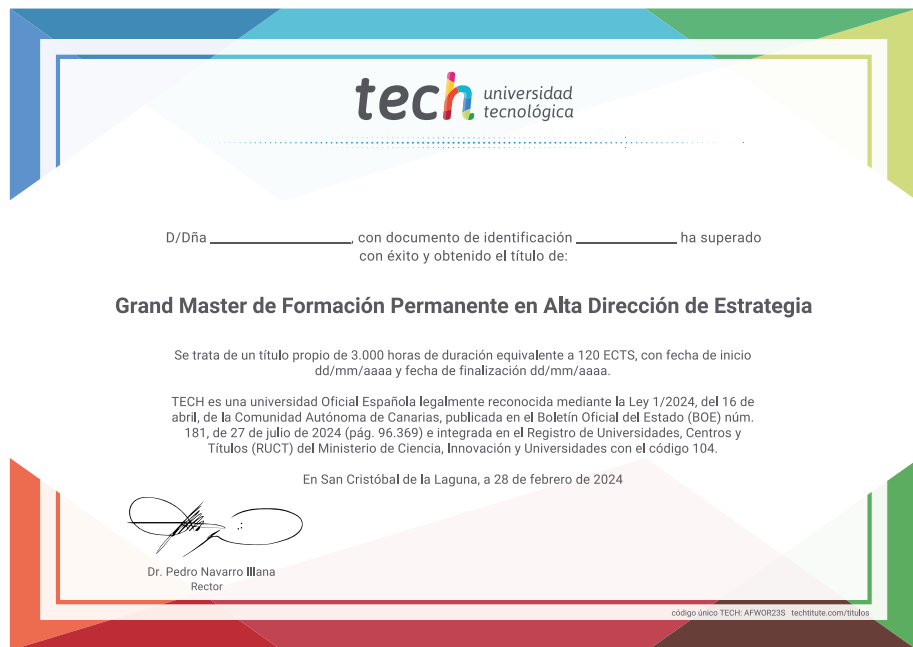 tech universidad
tecnológica
D/Dña ____________________, con documento de identificación ______________ ha superado
con éxito y obtenido el título de:
Grand Master de Formación Permanente en Alta Dirección de Estrategia
Se trata de un título propio de 3.000 horas de duración equivalente a 120 ECTS, con fecha de inicio
dd/mm/aaaa y fecha de finalización dd/mm/aaaa.
TECH es una universidad Oficial Española legalmente reconocida mediante la Ley 1/2024, del 16 de
abril, de la Comunidad Autónoma de Canarias, publicada en el Boletín Oficial del Estado (BOE) núm.
181, de 27 de julio de 2024 (pág. 96.369) e integrada en el Registro de Universidades, Centros y
Títulos (RUCT) del Ministerio de Ciencia, Innovación y Universidades con el código 104.
En San Cristóbal de la Laguna, a 28 de febrero de 2024
Dr. Pedro Navarro Illana
Rector
código único TECH: AFWOR23S techtitute.com/titulos